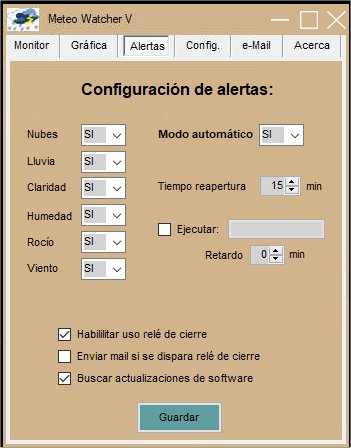 Meteo Watcher V
Monitor Gráfica Alertas Config. e-Mail Acerca
Configuración de alertas:
Nubes SI Modo automático SI
Lluvia SI
Claridad SI Tiempo reapertura 15 min
Humedad SI
Ejecutar:
Rocío SI Retardo 0 min
Viento SI
Habililitar uso relé de cierre
Enviar mail si se dispara relé de cierre
Buscar actualizaciones de software
Guardar